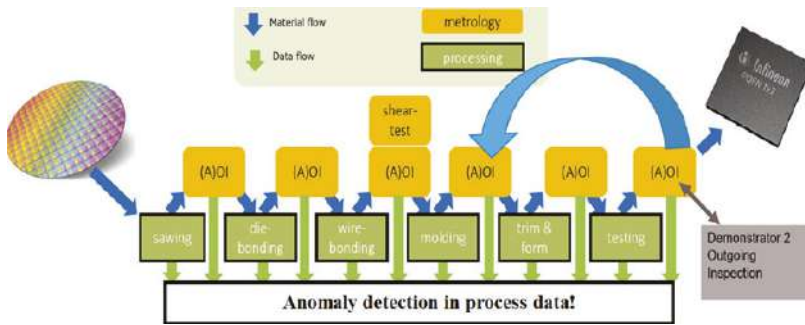 Material flow
metrology
Data flow
processing
shear-
test
(A)OI
(A)OI
(A)OI
(A)OI
(A)OI
(A)OI
sawing
die-
bonding
wire-
bonding
molding
trim &
form
testing
Infineon
Demonstrator 2
Outgoing
Inspection
Anomaly detection in process data!